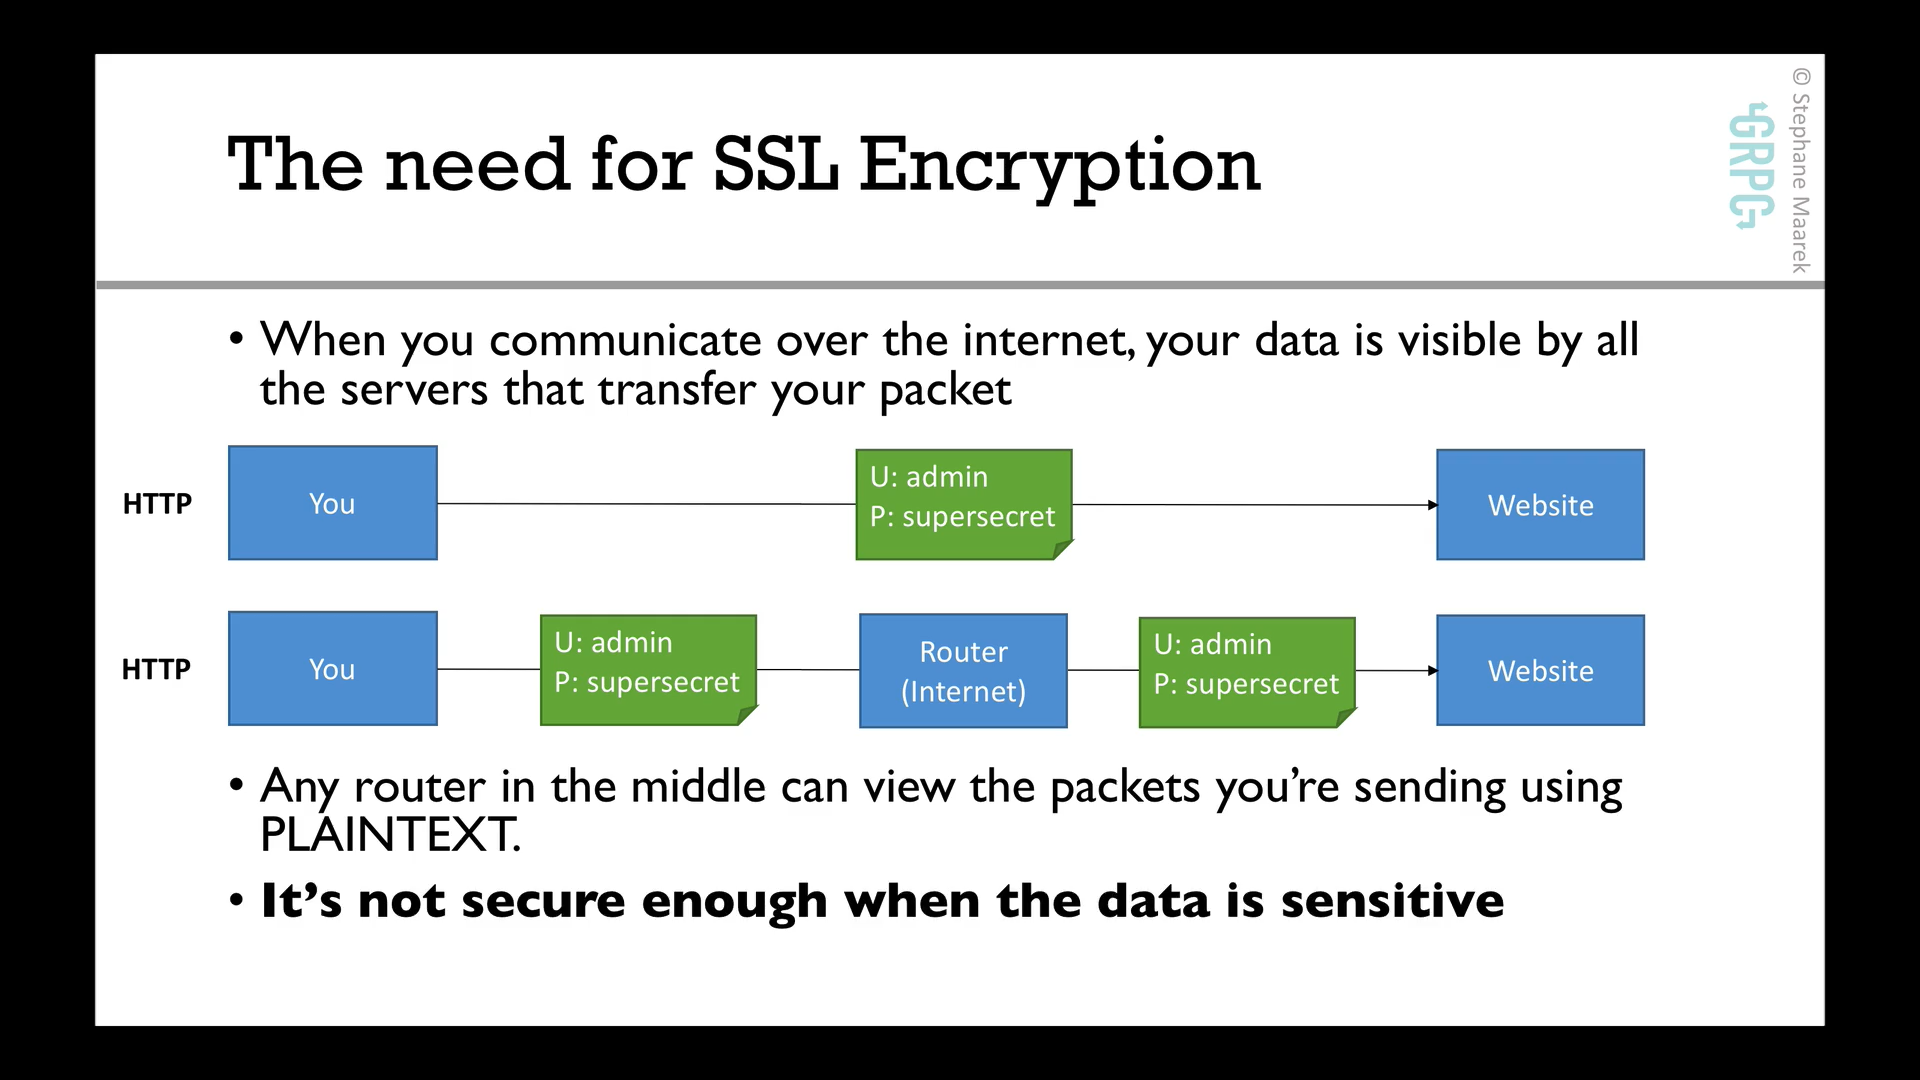 The need for SSL Encryption
© Stephane Maarek
GRPC
• When you communicate over the internet, your data is visible by all
the servers that transfer your packet
HTTP
You
U: admin
P: supersecret
Website
HTTP
You
U: admin
P: supersecret
Router
(Internet)
U: admin
P: supersecret
Website
• Any router in the middle can view the packets you’re sending using
PLAINTEXT.
• It’s not secure enough when the data is sensitive